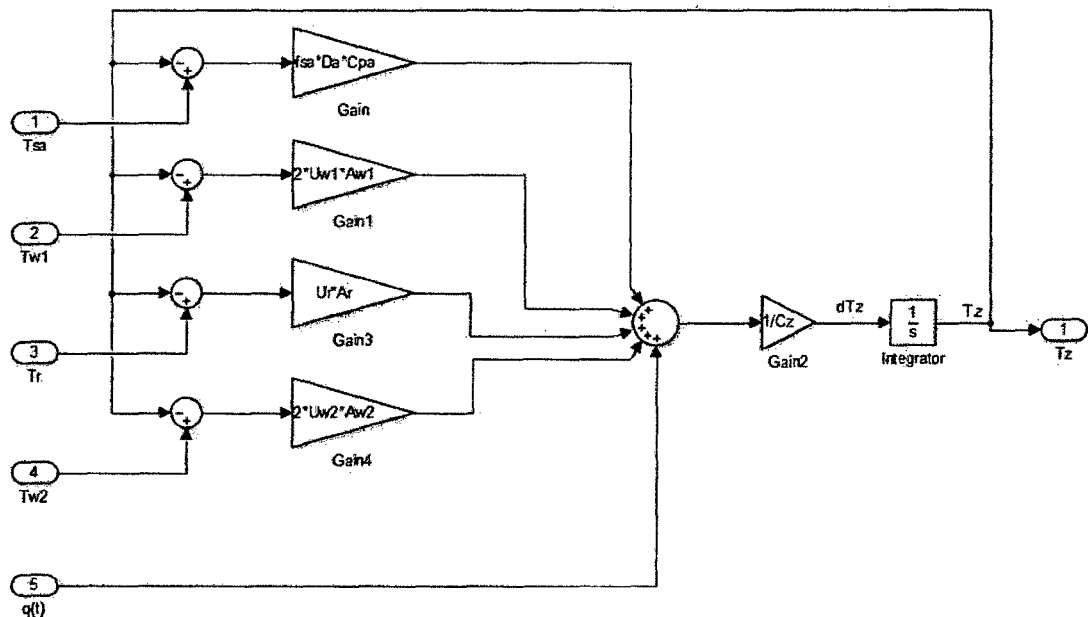 fsa*Da*Cpa
Gain
1
Tsa
2*Uw1*Aw1
Gain1
2
Tw1
Ur*Ar
Gain3
3
Tr
2*Uw2*Aw2
Gain4
4
Tw2
1/Cz
Gain2
dTz
1
s
Integrator
Tz
1
Tz
5
q(t)